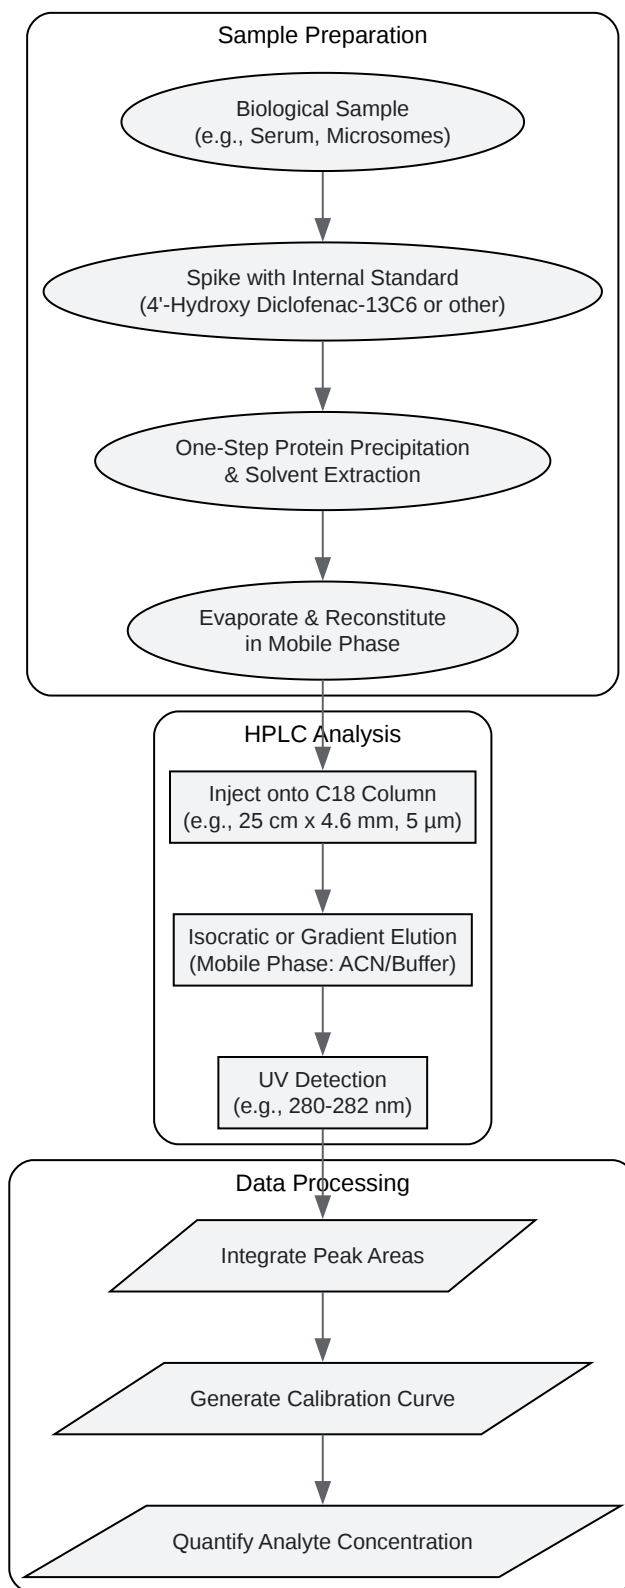 Sample Preparation
Biological Sample
(e.g., Serum, Microsomes)
Spike with Internal Standard
(4'-Hydroxy Diclofenac-13C6 or other)
One-Step Protein Precipitation
& Solvent Extraction
Evaporate & Reconstitute
in Mobile Phase
HPLC Analysis
Inject onto C18 Column
(e.g., 25 cm x 4.6 mm, 5 µm)
Isocratic or Gradient Elution
(Mobile Phase: ACN/Buffer)
UV Detection
(e.g., 280-282 nm)
Data Processing
Integrate Peak Areas
Generate Calibration Curve
Quantify Analyte Concentration